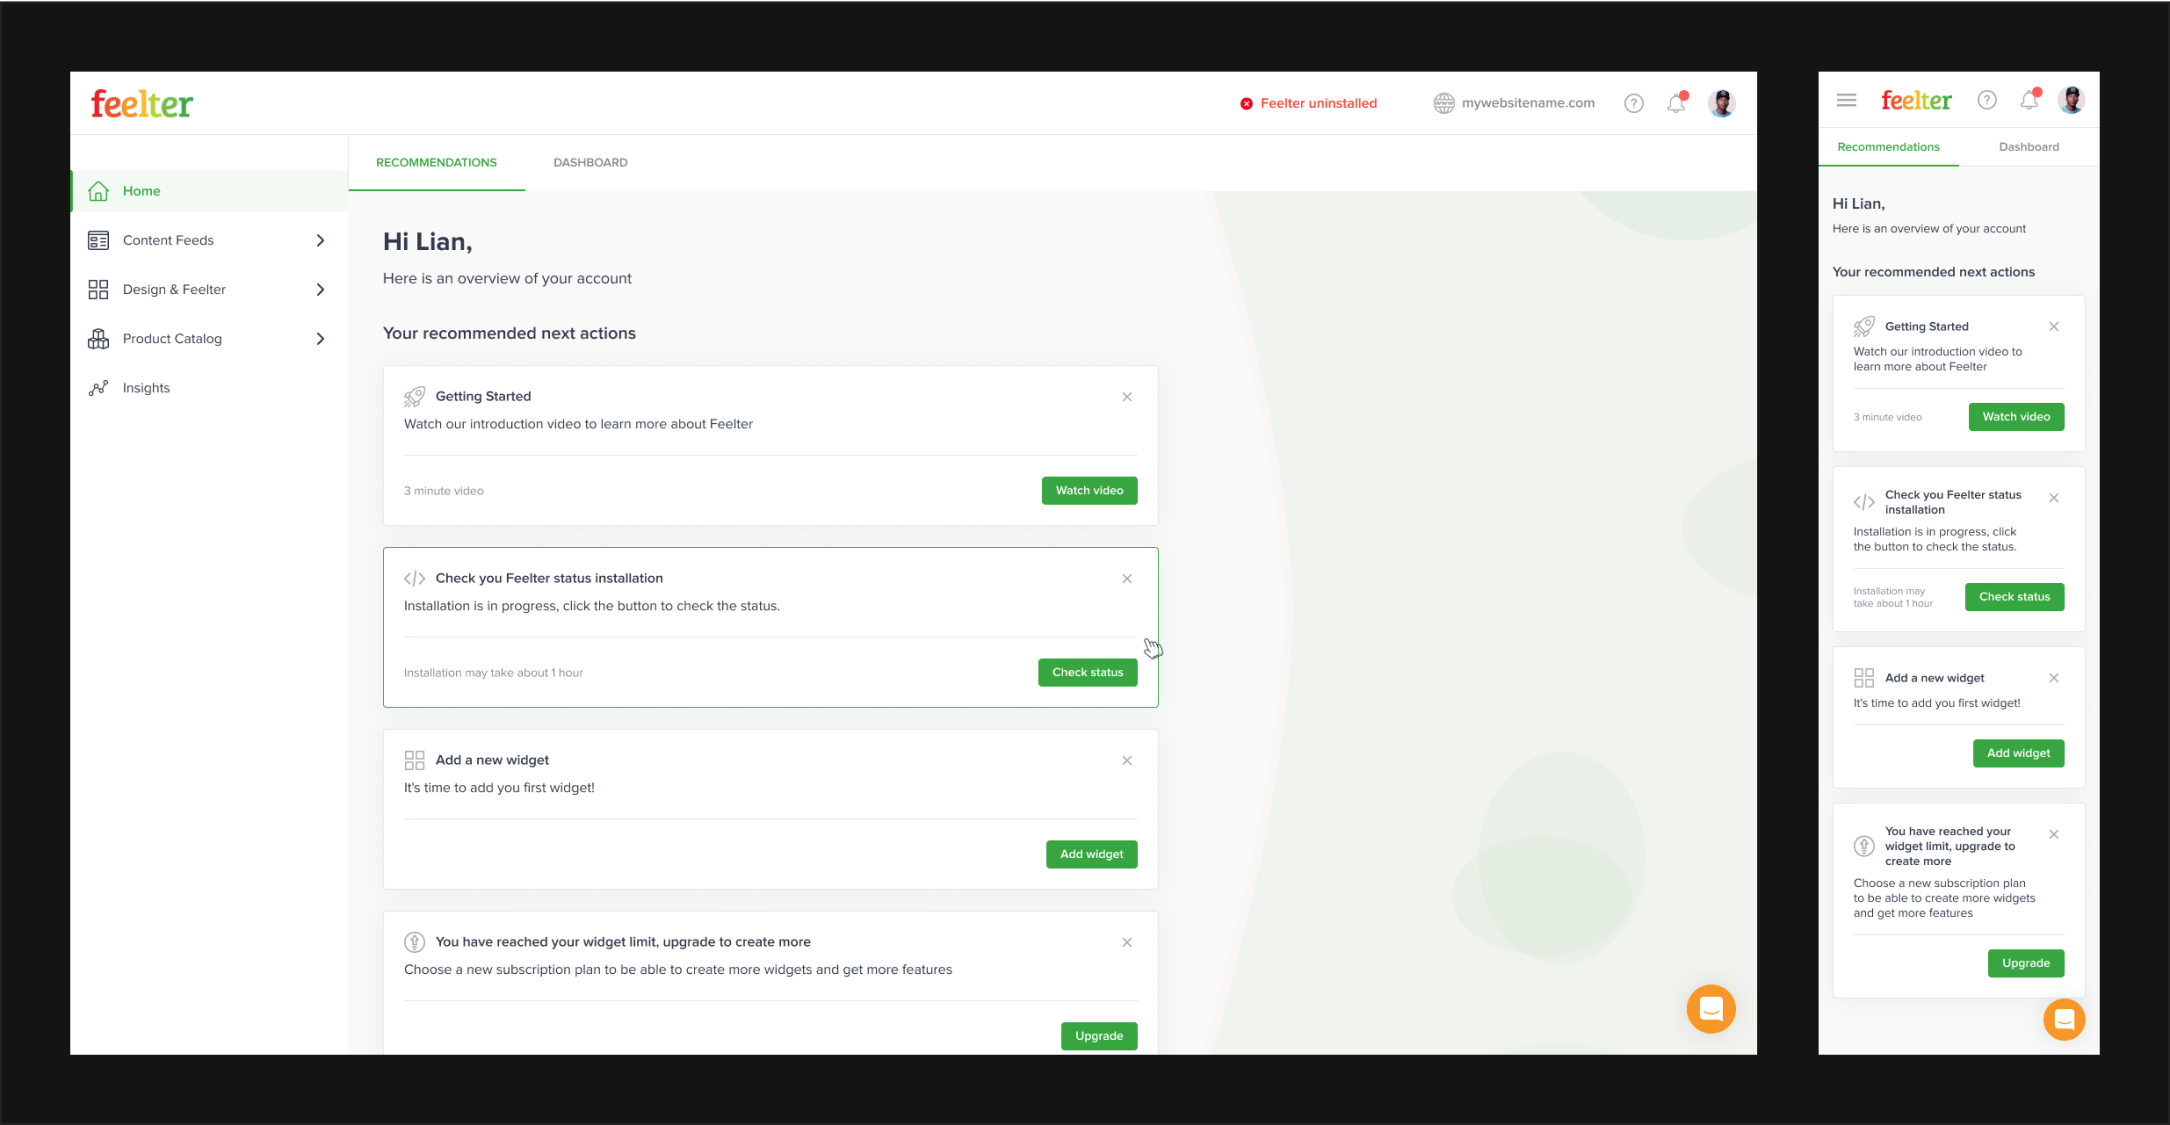 feelter
Feelter uninstalled
mywebsitename.com
Home
Content Feeds
Design & Feelter
Product Catalog
Insights
RECOMMENDATIONS
DASHBOARD
Hi Lian,
Here is an overview of your account
Your recommended next actions
Getting Started
Watch our introduction video to learn more about Feelter
3 minute video
Watch video
Check you Feelter status installation
Installation is in progress, click the button to check the status.
Installation may take about 1 hour
Check status
Add a new widget
It's time to add you first widget!
Add widget
You have reached your widget limit, upgrade to create more
Choose a new subscription plan to be able to create more widgets and get more features
Upgrade
feelter
Recommendations
Dashboard
Hi Lian,
Here is an overview of your account
Your recommended next actions
Getting Started
Watch our introduction video to
learn more about Feelter
3 minute video
Watch video
Check you Feelter status
installation
Installation is in progress, click
the button to check the status.
Installation may
take about 1 hour
Check status
Add a new widget
It's time to add you first widget!
Add widget
You have reached your
widget limit, upgrade to
create more
Choose a new subscription plan
to be able to create more widgets
and get more features
Upgrade